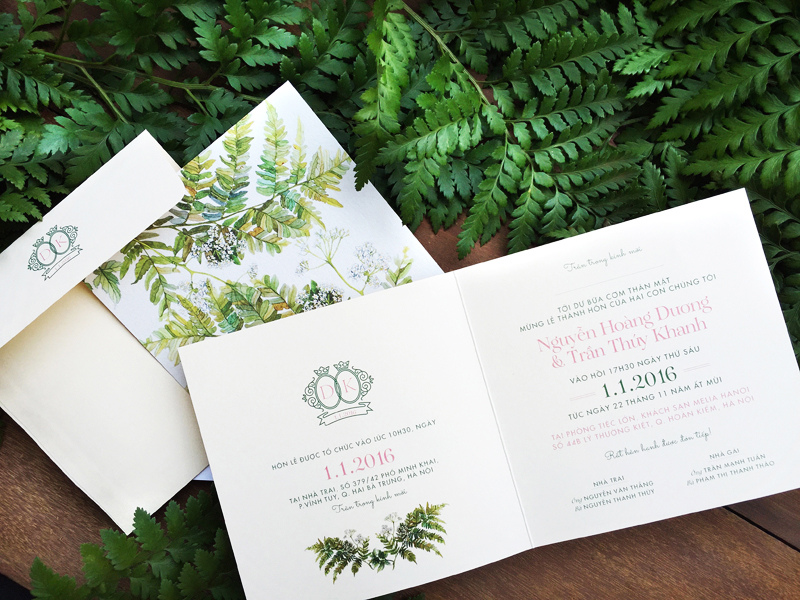 D K
D K
1.1.2016
HÔN LỄ ĐƯỢC TỔ CHỨC VÀO LÚC 10H30, NGÀY
1.1.2016
TẠI NHÀ TRAI, SỐ 379/42 PHỐ MINH KHAI,
P.VĨNH TUY, Q. HAI BÀ TRƯNG, HÀ NỘI
Trân trọng kính mời
Trân trọng kính mời
TỚI DỰ BỮA CƠM THÂN MẬT
MỪNG LỄ THÀNH HÔN CỦA HAI CON CHÚNG TÔI
Nguyễn Hoàng Dương
& Trần Thúy Khanh
VÀO HỒI 17H30 NGÀY THỨ SÁU
1.1.2016
TỨC NGÀY 22 THÁNG 11 NĂM ẤT MÙI
TẠI PHÒNG TIỆC LỚN, KHÁCH SẠN MELIA HANOI
SỐ 44B LÝ THƯỜNG KIỆT, Q. HOÀN KIẾM, HÀ NỘI
Rất hân hạnh được đón tiếp!
NHÀ TRAI
Ông NGUYỄN VĂN THẮNG
Bà NGUYỄN THANH THỦY
NHÀ GÁI
Ông TRẦN MẠNH TUẤN
Bà PHẠM THỊ THANH THẢO